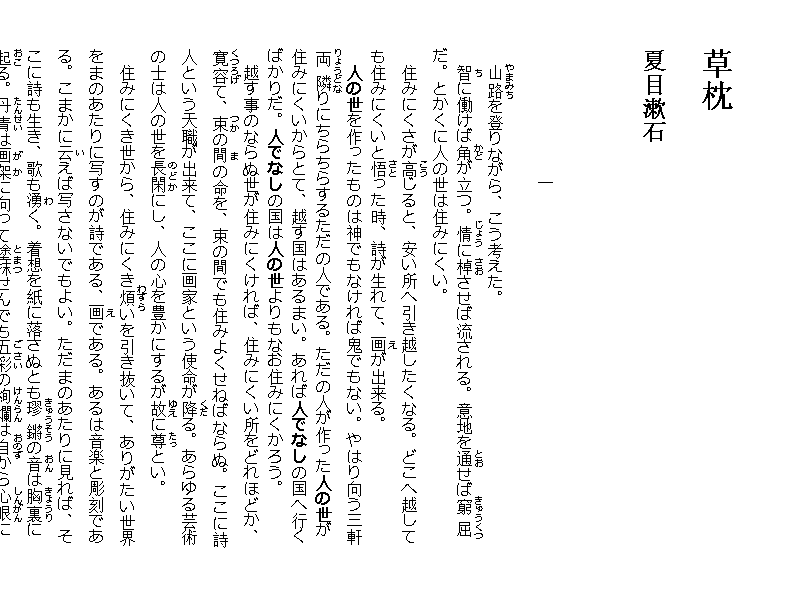 草枕
夏目漱石
一
山路を登りながら、こう考えた。
智に働けば角が立つ。情に棹させば流される。意地を通せば窮屈
だ。とかくに人の世は住みにくい。
住みにくさが高じると、安い所へ引き越したくなる。どこへ越して
も住みにくいと悟った時、詩が生れて、画が出来る。
人の世を作ったものは神でもなければ鬼でもない。やはり向う三軒
両隣りにちらちらするただの人である。ただの人が作った人の世が
住みにくいからとて、越す国はあるまい。あれば人でなしの国へ行く
ばかりだ。人でなしの国は人の世よりもなお住みにくかろう。
越す事のならぬ世が住みにくければ、住みにくい所をどれほどか、
寛容て、束の間の命を、束の間でも住みよくせねばならぬ。ここに詩
人という天職が出来て、ここに画家という使命が降る。あらゆる芸術
の士は人の世を長閑にし、人の心を豊かにするが故に尊とい。
住みにくき世から、住みにくき煩いを引き抜いて、ありがたい世界
をまのあたりに写すのが詩である、画である。あるは音楽と彫刻であ
る。こまかに云えば写さないでもよい。ただまのあたりに見れば、そ
こに詩も生き、歌も湧く。着想を紙に落さぬとも璆鏘の音は胸裏に
起る。丹青は画架に向って塗抹せんでも五彩の絢爛は自から心眼に